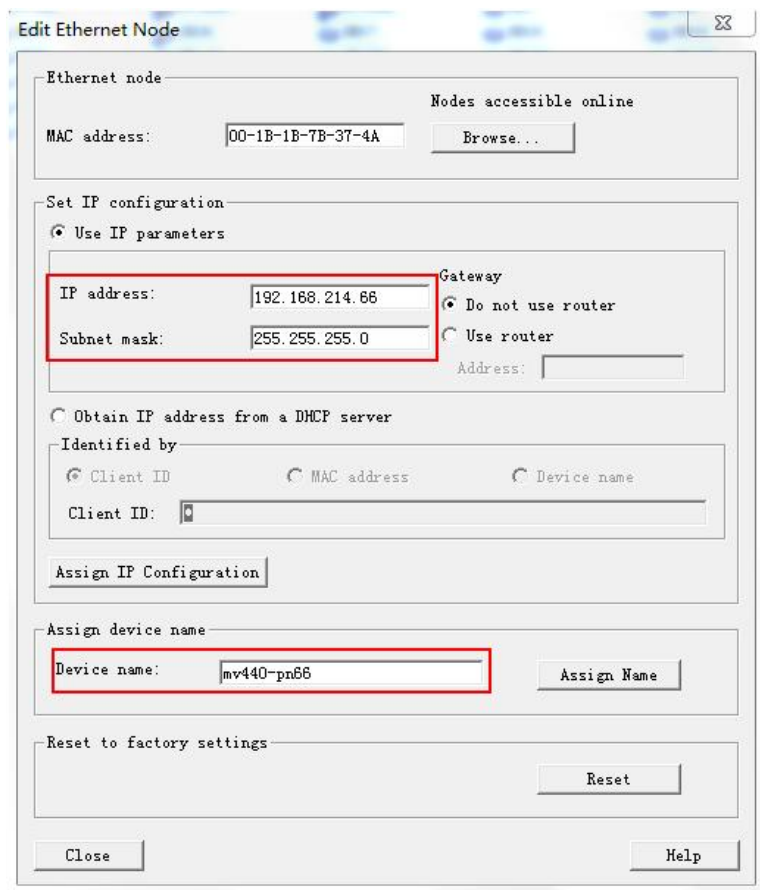 Edit Ethernet Node
Ethernet node
Nodes accessible online
MAC address: 00-1B-1B-7B-37-4A Browse...
Set IP configuration
Use IP parameters
Gateway
IP address: 192.168.214.66 Do not use router
Subnet mask: 255.255.255.0 Use router
Address:
Obtain IP address from a DHCP server
Identified by
Client ID MAC address Device name
Client ID:
Assign IP Configuration
Assign device name
Device name: mv440-pn66 Assign Name
Reset to factory settings
Reset
Close Help